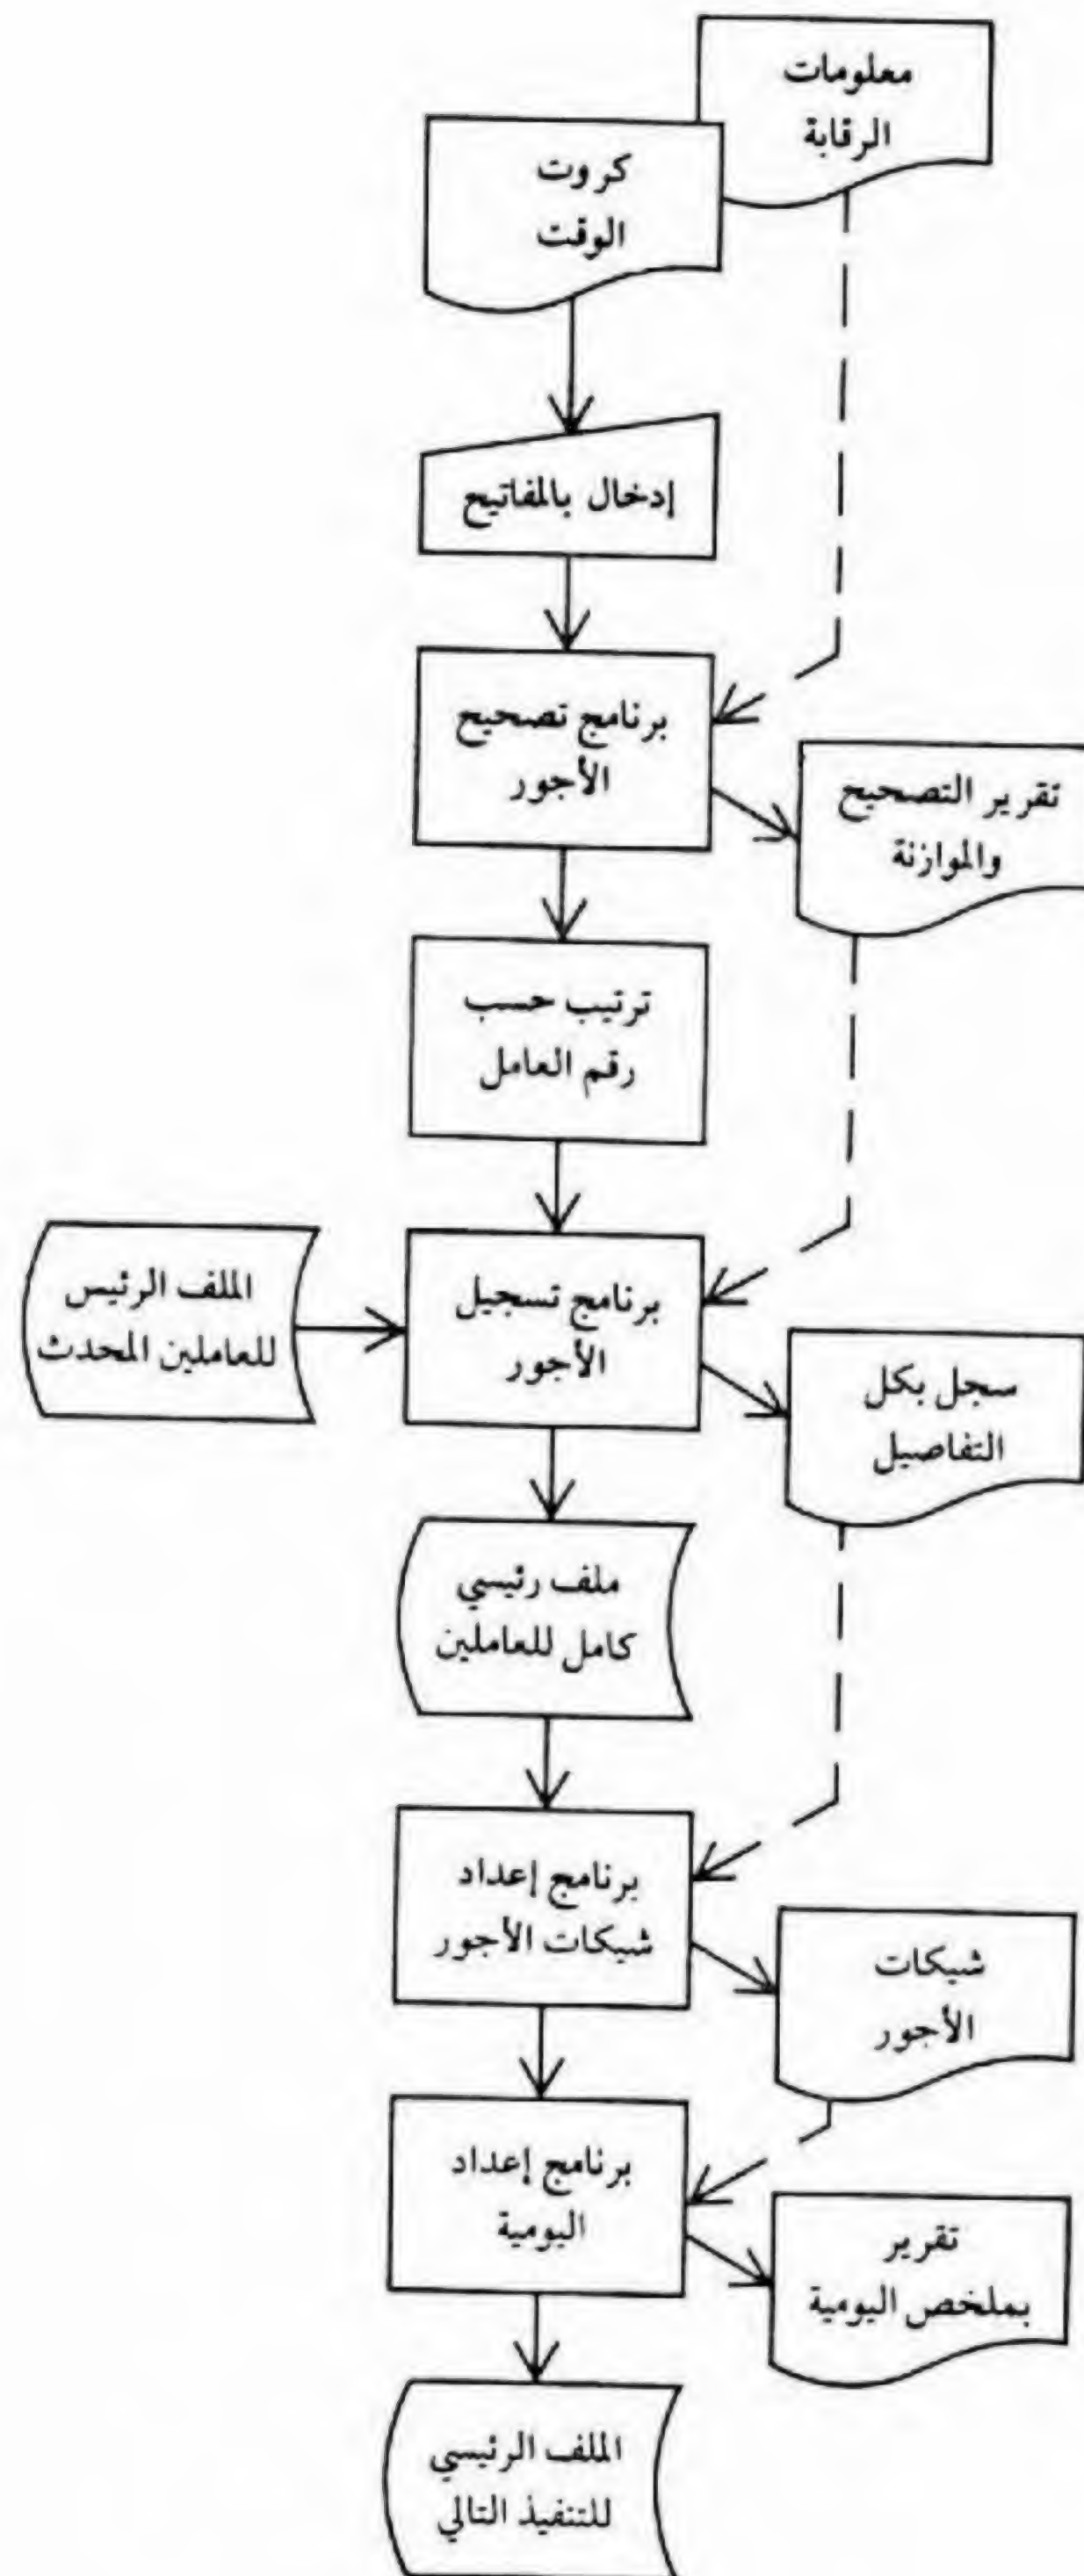 معلومات
الرقابة
كروت
الوقت
إدخال بالمفاتيح
برنامج تصحيح
الأجور
تقرير التصحيح
والموازنة
ترتيب حسب
رقم العامل
الملف الرئيس
للعاملين المحدث
برنامج تسجيل
الأجور
سجل بكل
التفاصيل
ملف رئيسي
كامل للعاملين
برنامج إعداد
شيكات الأجور
شيكات
الأجور
برنامج إعداد
اليومية
تقرير
بملخص اليومية
الملف الرئيسي
للتنفيذ التالي